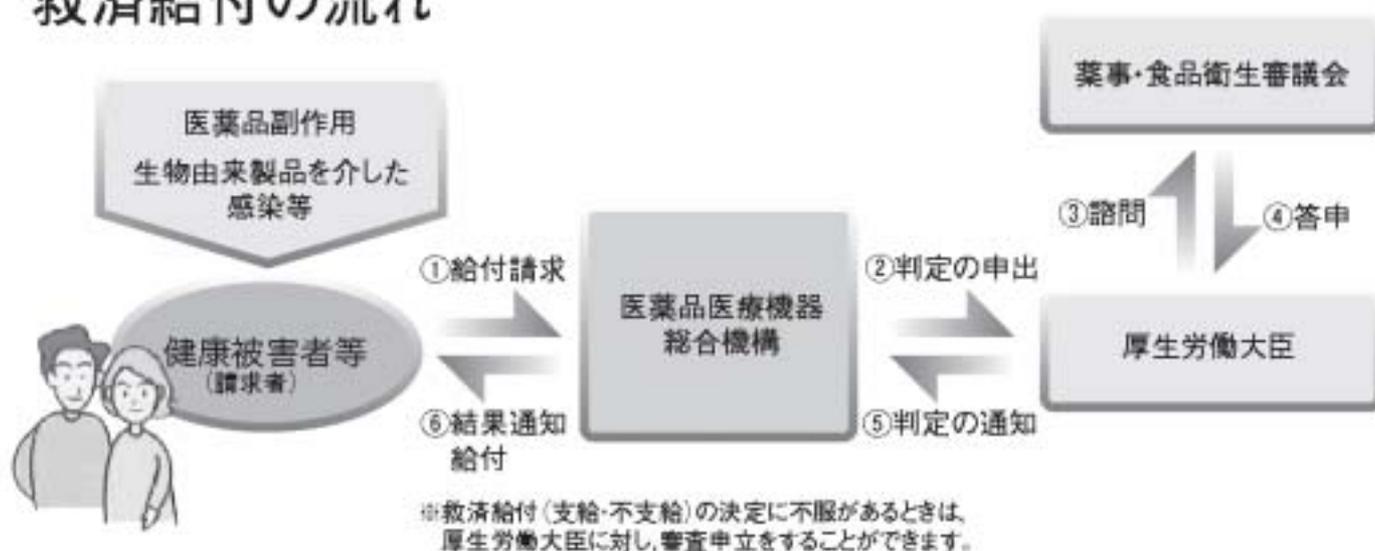 救済給付の流れ
医薬品副作用
生物由来製品を介した
感染等
健康被害者等
(請求者)
①給付請求
⑥結果通知
給付
医薬品医療機器
総合機構
②判定の申出
⑤判定の通知
薬事・食品衛生審議会
③諮問
④答申
厚生労働大臣
※救済給付(支給・不支給)の決定に不服があるときは、
厚生労働大臣に対し、審査申立をすることができます。